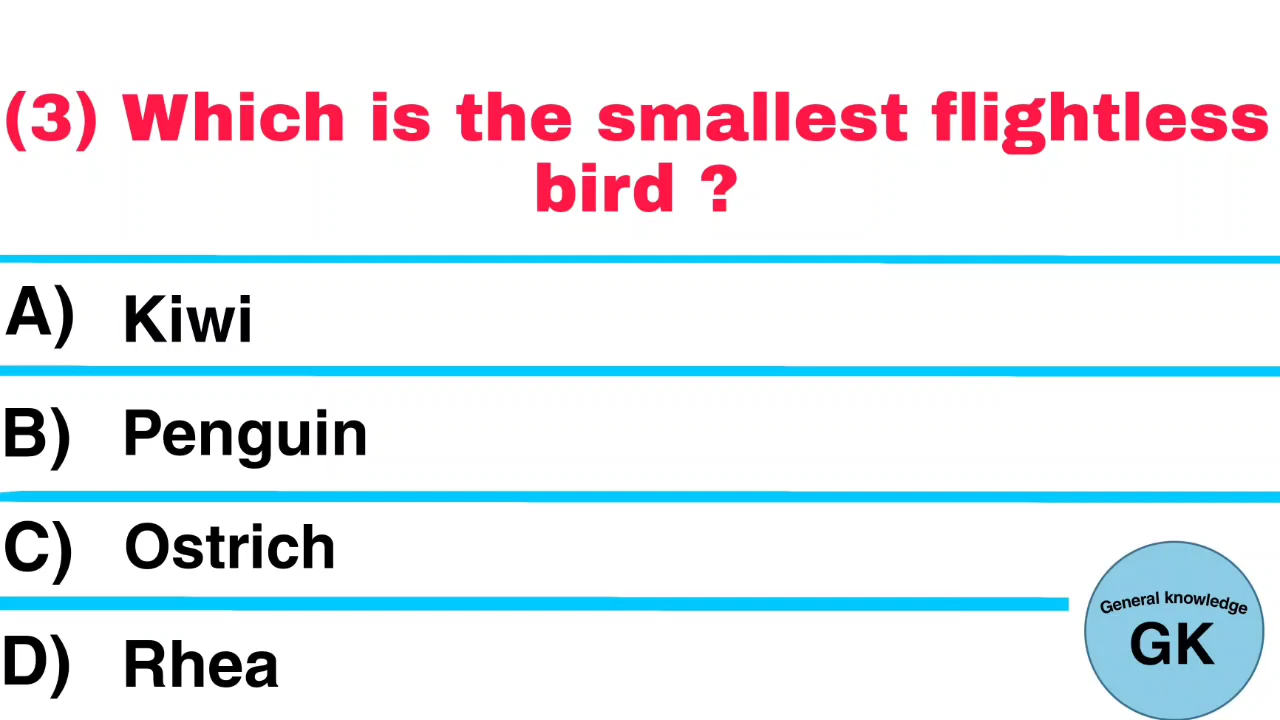 (3) Which is the smallest flightless
bird ?
A) Kiwi
B) Penguin
C) Ostrich
D) Rhea
General knowledge
GK